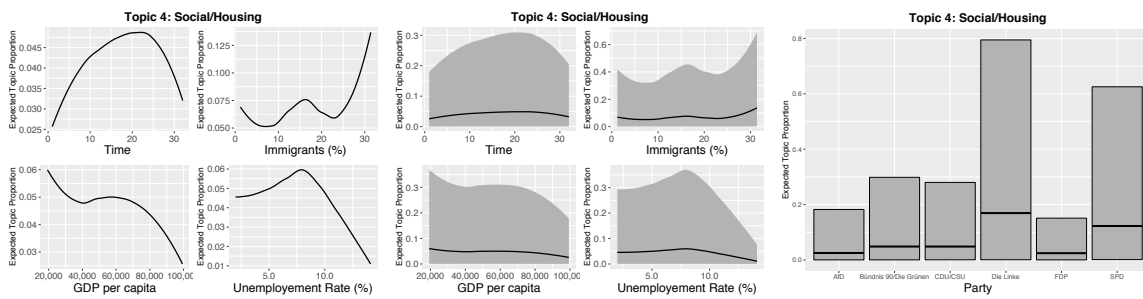 Topic 4: Social/Housing
Expected Topic Proportion
0.045
0.040
0.035
0.030
0.025
0
10
20
30
Time
Expected Topic Proportion
0.125
0.100
0.075
0.050
0
10
20
30
Immigrants (%)
Expected Topic Proportion
0.06
0.05
0.04
0.03
20,000
40,000
60,000
80,000
100,000
GDP per capita
Expected Topic Proportion
0.06
0.05
0.04
0.03
0.02
0.01
5.0
10.0
Unemployement Rate (%)
Topic 4: Social/Housing
Expected Topic Proportion
0.3
0.2
0.1
0.0
0
10
20
30
Time
Expected Topic Proportion
0.6
0.4
0.2
0.0
0
10
20
30
Immigrants (%)
Expected Topic Proportion
0.3
0.2
0.1
0.0
20,000
40,000
60,000
80,000
100,000
GDP per capita
Expected Topic Proportion
0.3
0.2
0.1
0.0
5.0
10.0
Unemployement Rate (%)
Topic 4: Social/Housing
Expected Topic Proportion
0.8
0.6
0.4
0.2
0.0
AfD
Bündnis 90/Die Grünen
CDU/CSU
Die Linke
FDP
SPD
Party